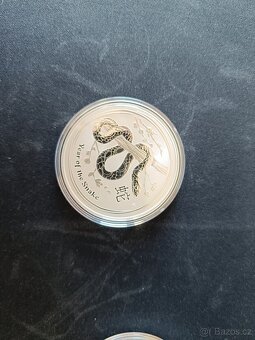 Year of the Snake
蛇
© Bazos.cz